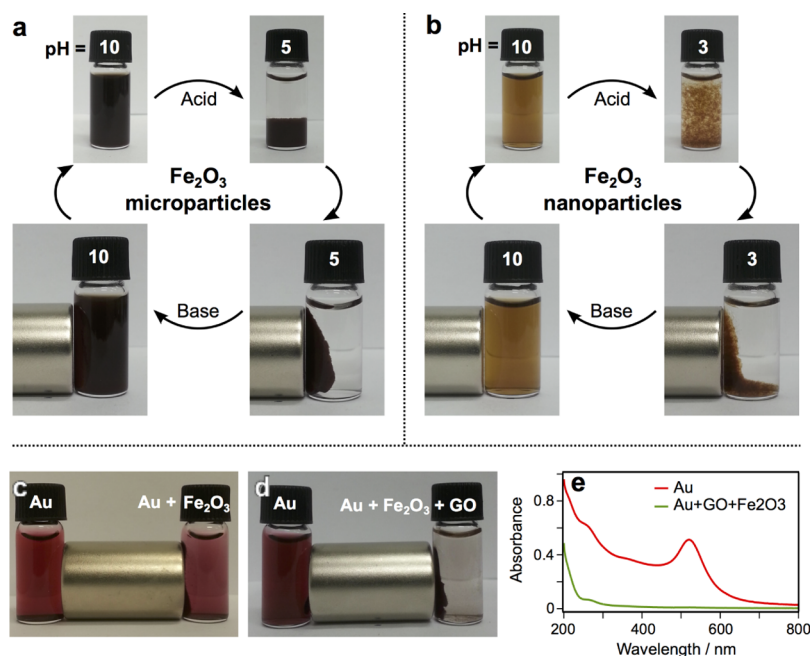 a
pH = 10
5
Acid
Fe₂O₃
microparticles
10
5
Base
b
pH = 10
3
Acid
Fe₂O₃
nanoparticles
10
3
Base
c
Au
Au + Fe₂O₃
d
Au
Au + Fe₂O₃ + GO
e
Au
Au+GO+Fe2O3
Absorbance
0.8
0.4
0
200
400
600
800
Wavelength / nm